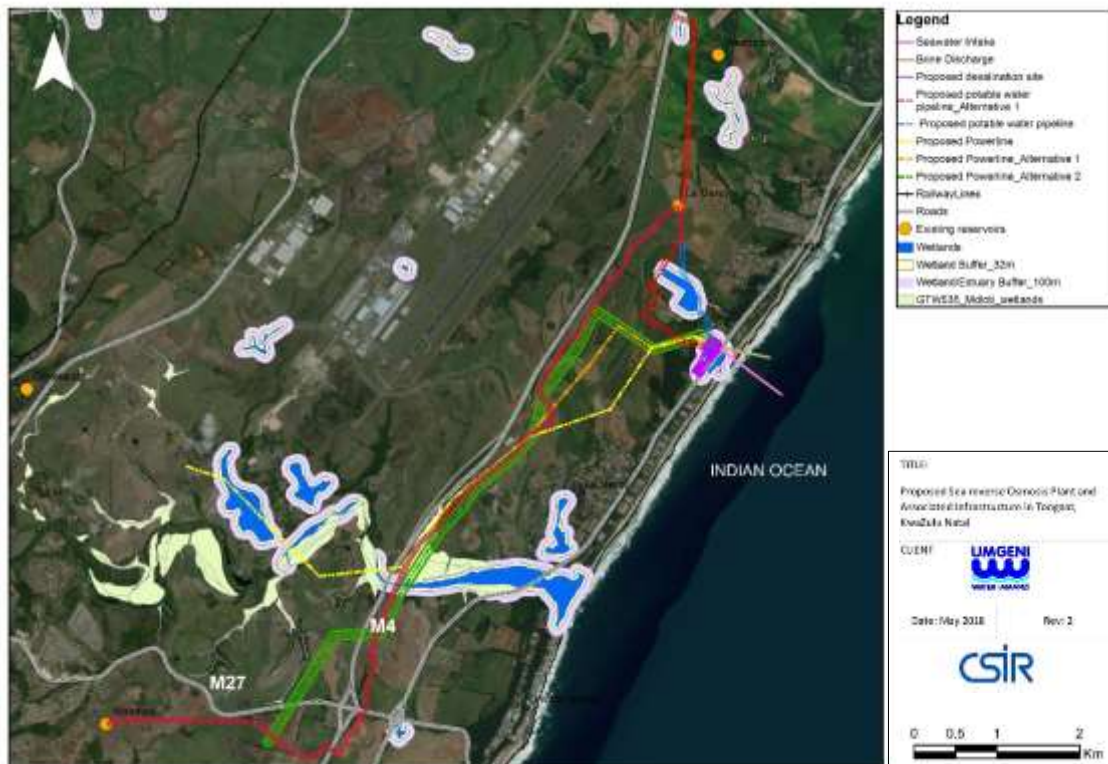 Legend
Seawater Intake
Brine Discharge
Proposed desalination site
Proposed potable water
pipeline_Alternative 1
Proposed potable water pipeline
Proposed Powerline
Proposed Powerline_Alternative 1
Proposed Powerline_Alternative 2
RailwayLines
Roads
Existing reservoirs
Wetlands
Wetland Buffer_32m
Wetland/Estuary Buffer_100m
GTW535_Mdloti_wetlands
INDIAN OCEAN
M4
M27
TITLE:
Proposed Sea reverse Osmosis Plant and
Associated Infrastructure in Tongaat,
KwaZulu Natal
CLIENT
UMGENI
WATER
Date: May 2018
Rev: 2
CSIR
0 0.5 1 2
Km